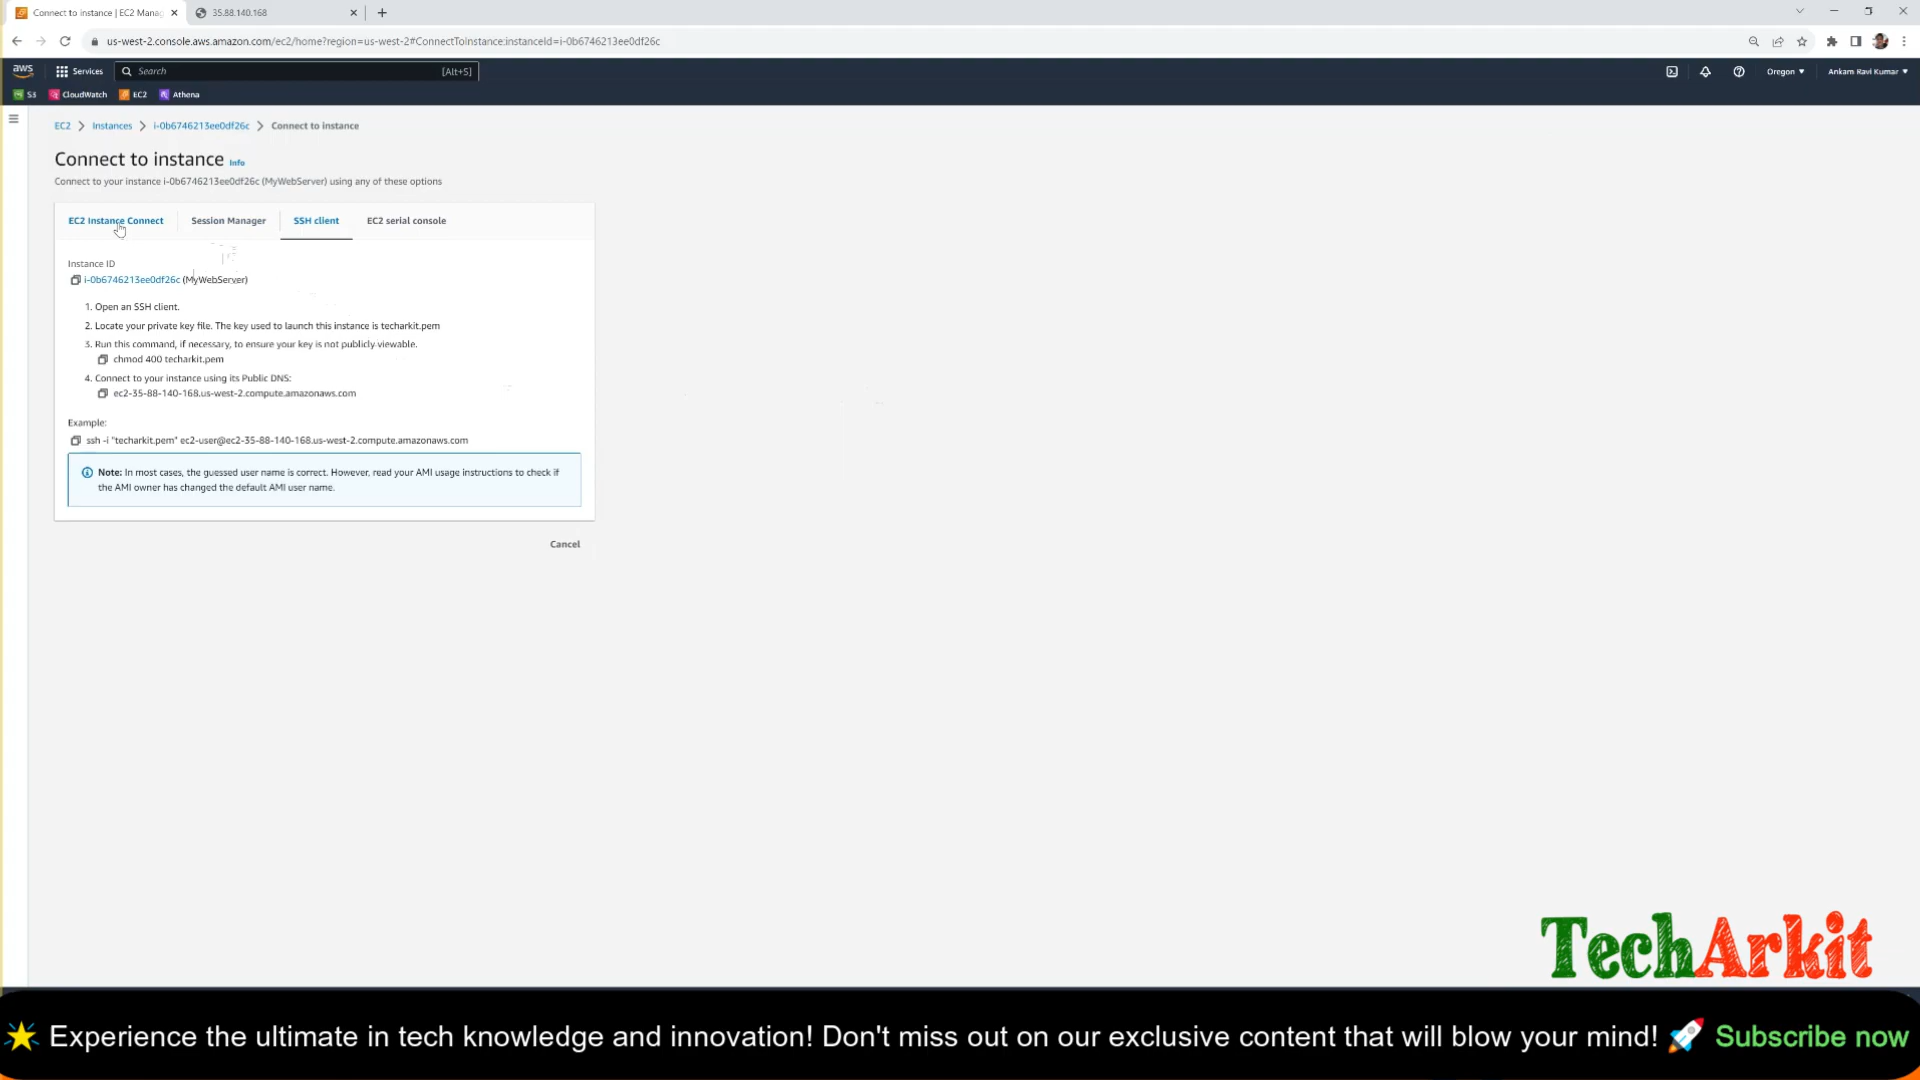 Connect to instance | EC2 Manag
35.88.140.168
us-west-2.console.aws.amazon.com/ec2/home?region=us-west-2#ConnectToInstance:instanceId=i-0b6746213ee0df26c
aws
Services
Search
[Alt+S]
Oregon
Ankam Ravi Kumar
S3
CloudWatch
EC2
Athena
EC2 > Instances > i-0b6746213ee0df26c > Connect to instance
Connect to instance Info
Connect to your instance i-0b6746213ee0df26c (MyWebServer) using any of these options
EC2 Instance Connect
Session Manager
SSH client
EC2 serial console
Instance ID
i-0b6746213ee0df26c (MyWebServer)
1. Open an SSH client.
2. Locate your private key file. The key used to launch this instance is techarkit.pem
3. Run this command, if necessary, to ensure your key is not publicly viewable.
chmod 400 techarkit.pem
4. Connect to your instance using its Public DNS:
ec2-35-88-140-168.us-west-2.compute.amazonaws.com
Example:
ssh -i "techarkit.pem" ec2-user@ec2-35-88-140-168.us-west-2.compute.amazonaws.com
Note: In most cases, the guessed user name is correct. However, read your AMI usage instructions to check if
the AMI owner has changed the default AMI user name.
Cancel
TechArkit
Experience the ultimate in tech knowledge and innovation! Don't miss out on our exclusive content that will blow your mind! 🚀 Subscribe now